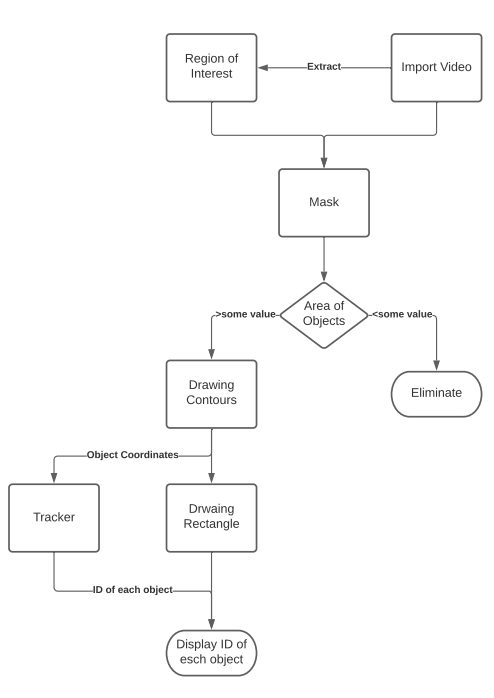 Region of
Interest
Extract
Import Video
Mask
Area of
Objects
>some value
<some value
Drawing
Contours
Eliminate
Object Coordinates
Tracker
Drwaing
Rectangle
ID of each object
Display ID of
esch object